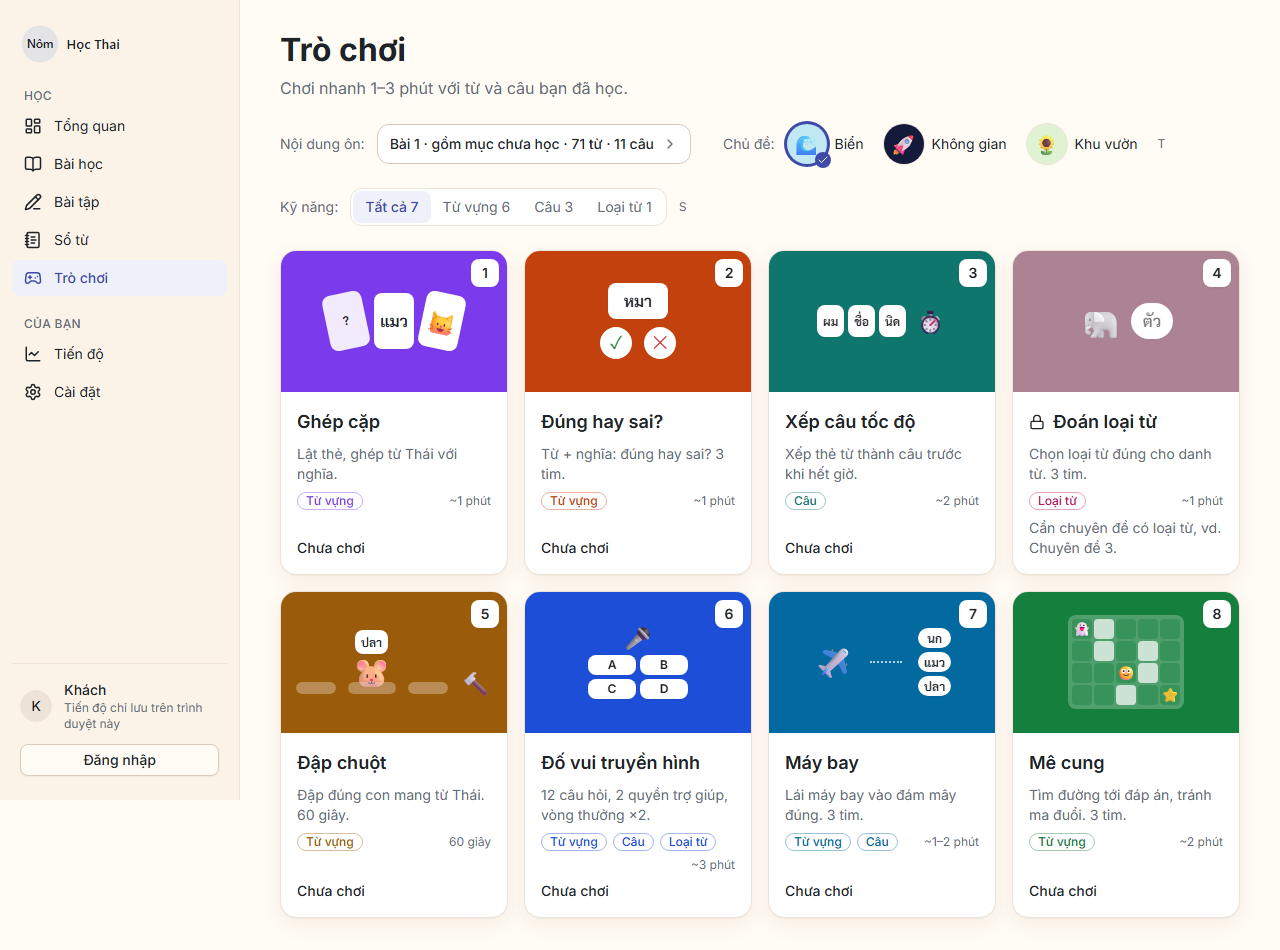 Nôm
Học Thai
HỌC
Tổng quan
Bài học
Bài tập
Sổ từ
Trò chơi
CỦA BẠN
Tiến độ
Cài đặt
K
Khách
Tiến độ chỉ lưu trên trình
duyệt này
Đăng nhập
Trò chơi
Chơi nhanh 1–3 phút với từ và câu bạn đã học.
Nội dung ôn:
Bài 1 · gồm mục chưa học · 71 từ · 11 câu
Chủ đề:
Biển
Không gian
Khu vườn
T
Kỹ năng:
Tất cả 7
Từ vựng 6
Câu 3
Loại từ 1
S
1
?
แมว
Ghép cặp
Lật thẻ, ghép từ Thái với
nghĩa.
Từ vựng
~1 phút
Chưa chơi
2
หมา
Đúng hay sai?
Từ + nghĩa: đúng hay sai? 3
tim.
Từ vựng
~1 phút
Chưa chơi
3
ผม
ชื่อ
นิด
Xếp câu tốc độ
Xếp thẻ từ thành câu trước
khi hết giờ.
Câu
~2 phút
Chưa chơi
4
ตัว
Đoán loại từ
Chọn loại từ đúng cho danh
từ. 3 tim.
Loại từ
~1 phút
Cần chuyên đề có loại từ, vd.
Chuyên đề 3.
5
ปลา
Đập chuột
Đập đúng con mang từ Thái.
60 giây.
Từ vựng
60 giây
Chưa chơi
6
A
B
C
D
Đố vui truyền hình
12 câu hỏi, 2 quyền trợ giúp,
vòng thưởng ×2.
Từ vựng
Câu
Loại từ
~3 phút
Chưa chơi
7
นก
แมว
ปลา
Máy bay
Lái máy bay vào đám mây
đúng. 3 tim.
Từ vựng
Câu
~1–2 phút
Chưa chơi
8
Mê cung
Tìm đường tới đáp án, tránh
ma đuổi. 3 tim.
Từ vựng
~2 phút
Chưa chơi